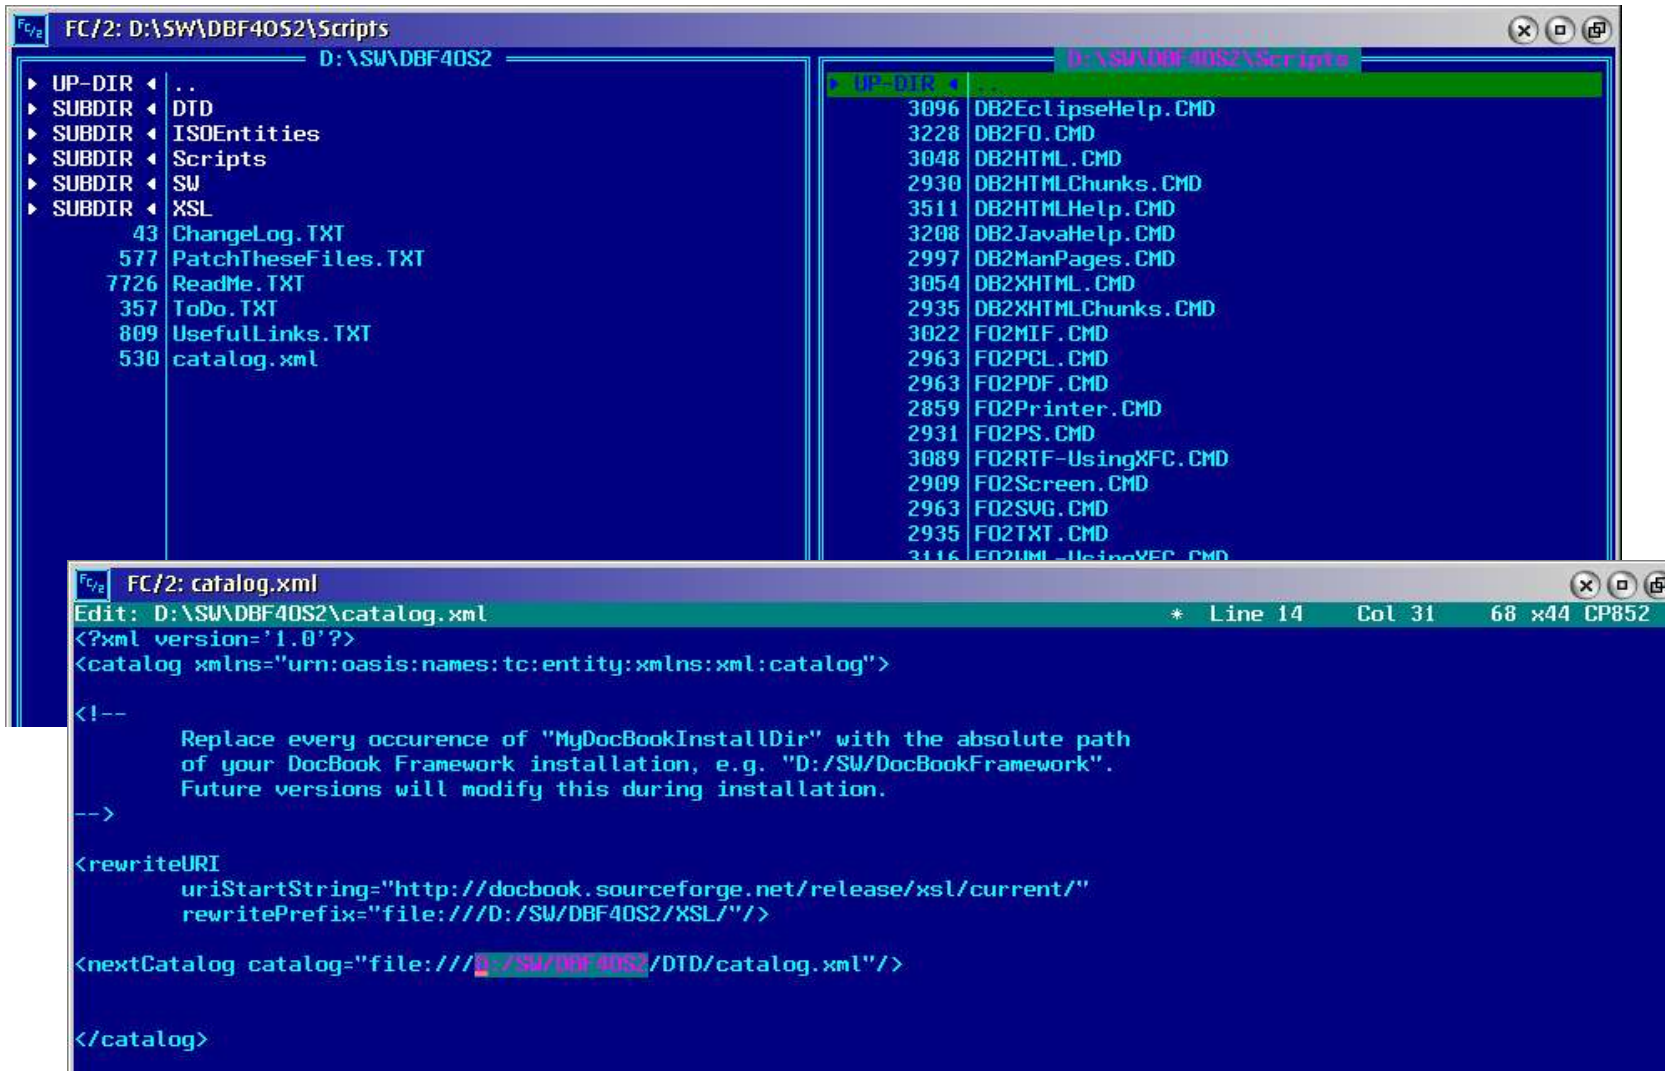 FC/2: D:\SW\DBF4OS2\Scripts
D:\SW\DBF4OS2
UP-DIR ..
SUBDIR DTD
SUBDIR ISOEntities
SUBDIR Scripts
SUBDIR SW
SUBDIR XSL
43 ChangeLog.TXT
577 PatchTheseFiles.TXT
7726 ReadMe.TXT
357 ToDo.TXT
809 UsefulLinks.TXT
530 catalog.xml
D:\SW\DBF4OS2\Scripts
UP-DIR ..
3096 DB2EclipseHelp.CMD
3228 DB2FO.CMD
3048 DB2HTML.CMD
2930 DB2HTMLChunks.CMD
3511 DB2HTMLHelp.CMD
3208 DB2JavaHelp.CMD
2997 DB2ManPages.CMD
3054 DB2XHTML.CMD
2935 DB2XHTMLChunks.CMD
3022 FO2MIF.CMD
2963 FO2PCL.CMD
2963 FO2PDF.CMD
2859 FO2Printer.CMD
2931 FO2PS.CMD
3089 FO2RTF-UsingXFC.CMD
2909 FO2Screen.CMD
2963 FO2SVG.CMD
2935 FO2TXT.CMD
3116 FO2WML-UsingXFC.CMD
FC/2: catalog.xml
Edit: D:\SW\DBF4OS2\catalog.xml * Line 14 Col 31 68 x44 CP852
<?xml version='1.0'?>
<catalog xmlns="urn:oasis:names:tc:entity:xmlns:xml:catalog">
<!--
Replace every occurence of "MyDocBookInstallDir" with the absolute path
of your DocBook Framework installation, e.g. "D:/SW/DocBookFramework".
Future versions will modify this during installation.
-->
<rewriteURI
uriStartString="http://docbook.sourceforge.net/release/xsl/current/"
rewritePrefix="file:///D:/SW/DBF4OS2/XSL/"/>
<nextCatalog catalog="file:///D:/SW/DBF4OS2/DTD/catalog.xml"/>
</catalog>